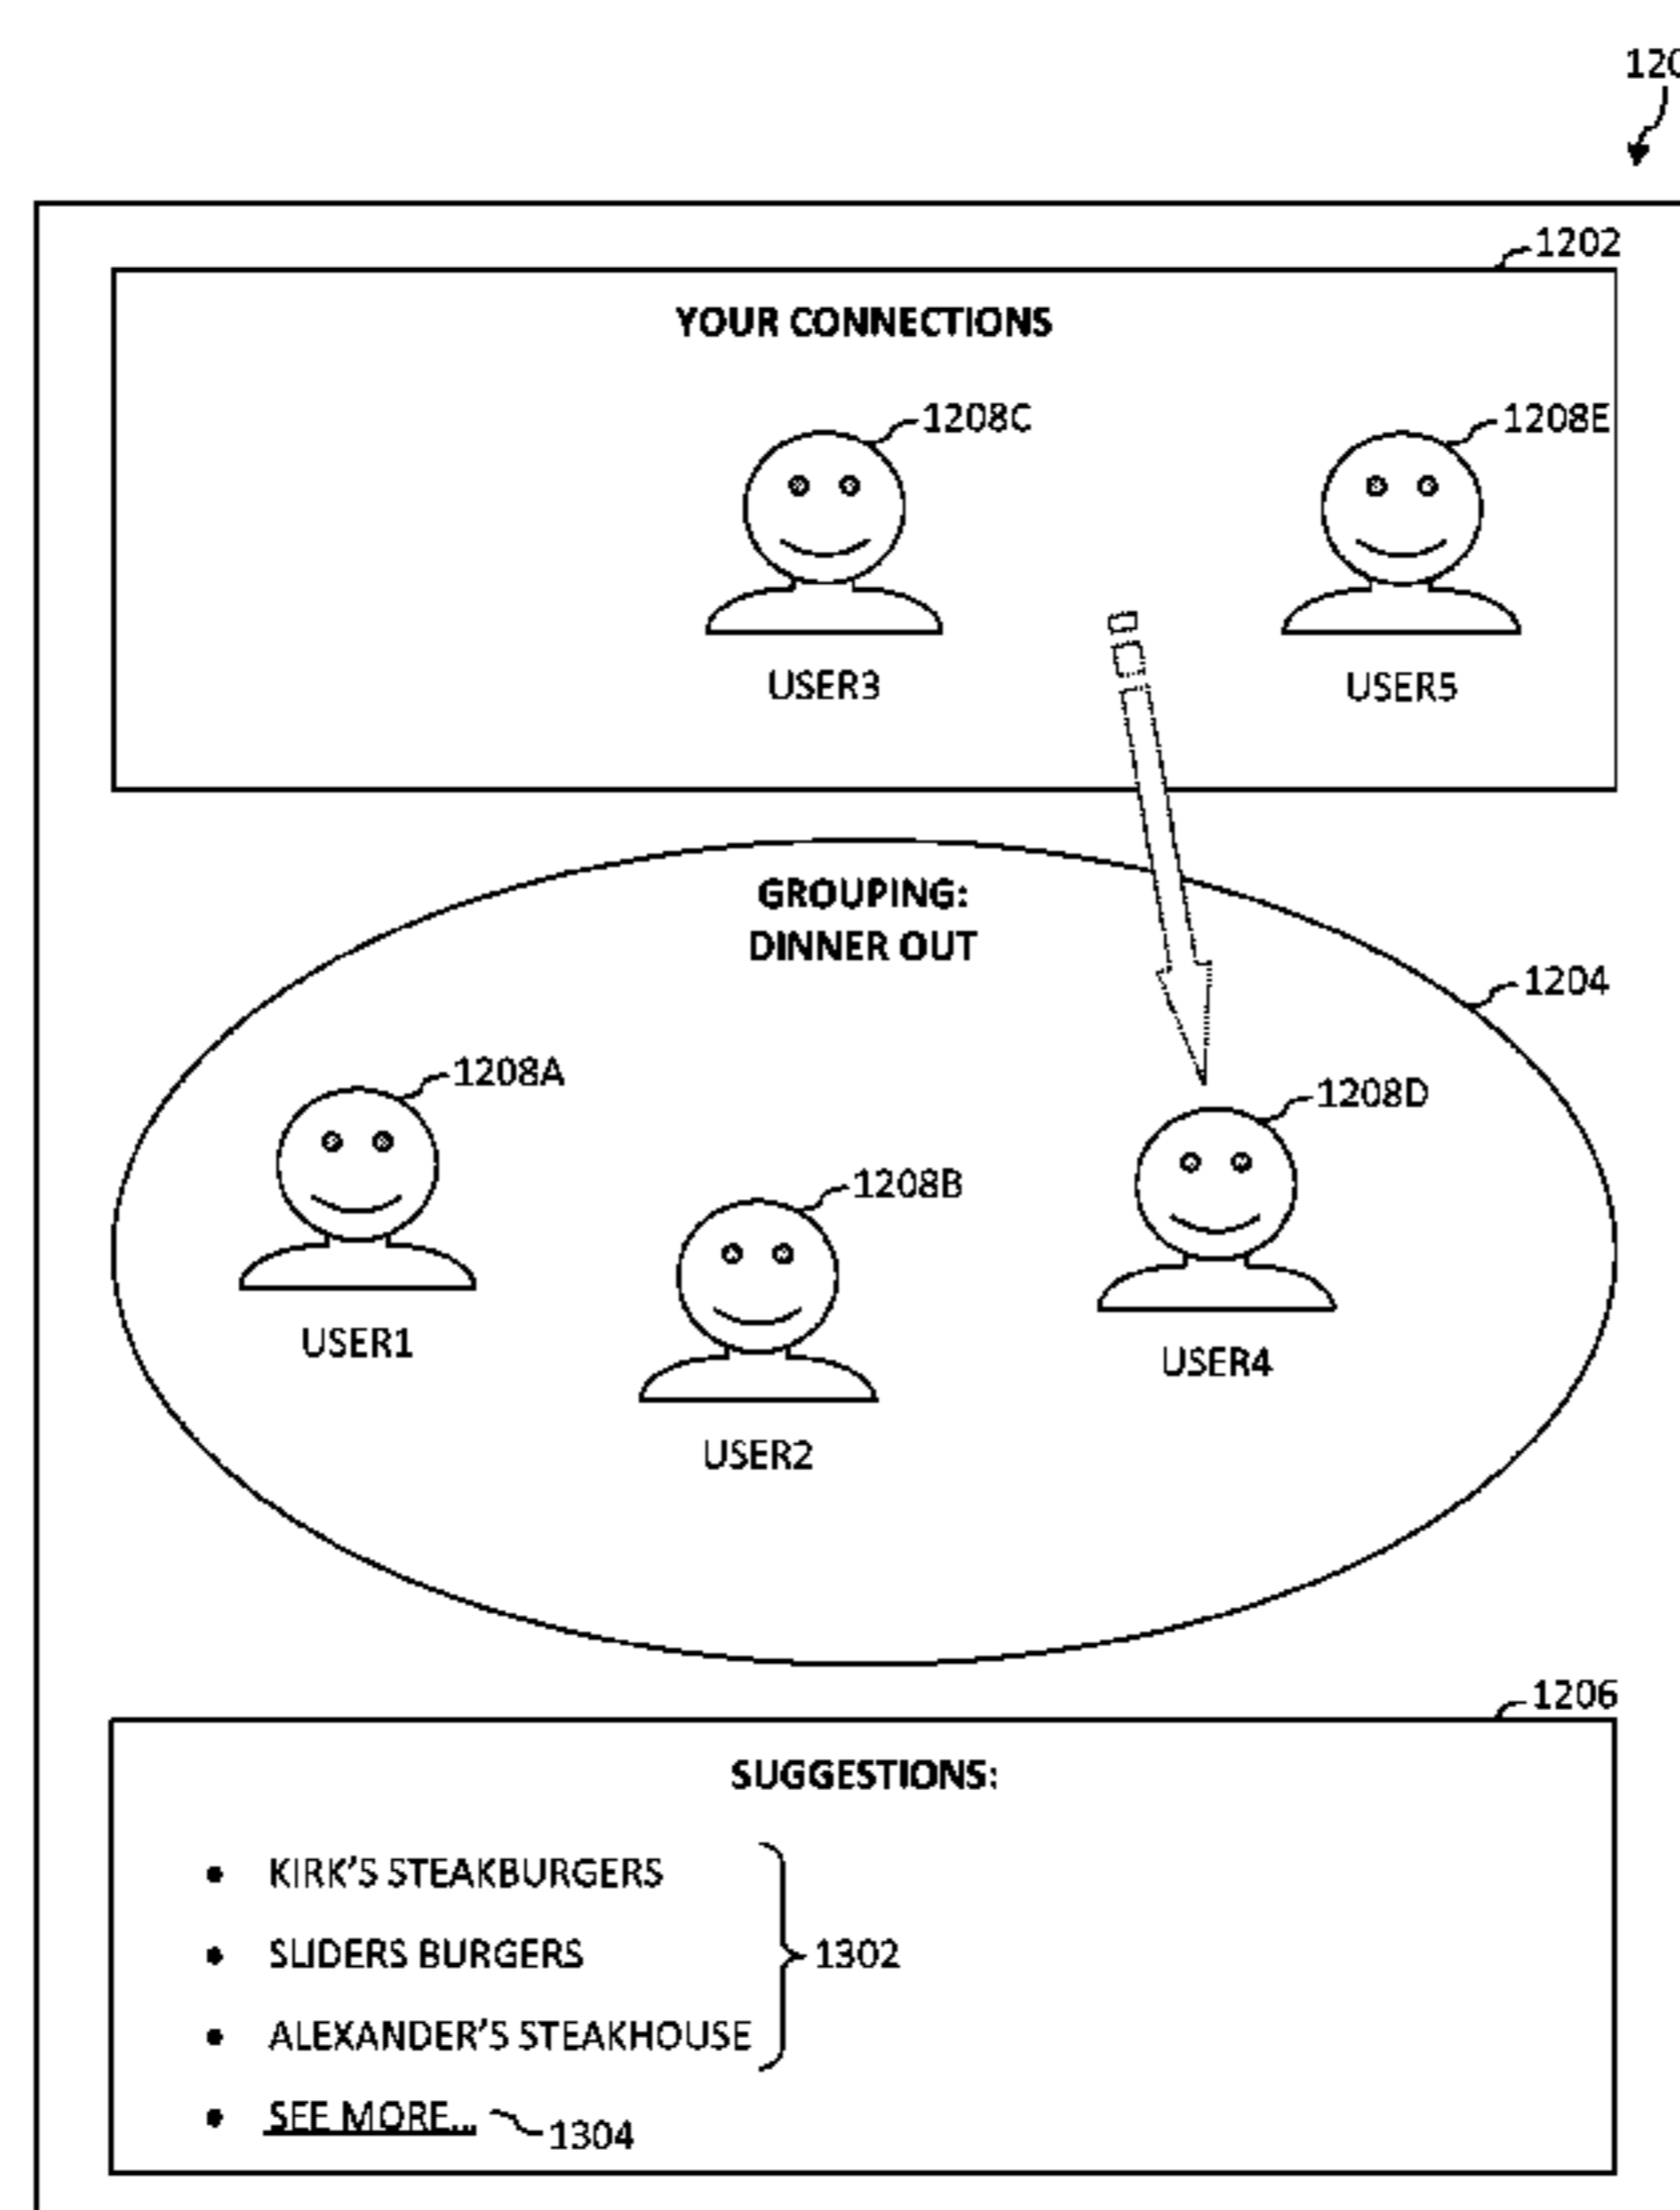 120
1202
YOUR CONNECTIONS
1208C
1208E
USER3
USER5
GROUPING:
DINNER OUT
1204
1208A
1208D
1208B
USER1
USER4
USER2
1206
SUGGESTIONS:
• KIRK'S STEAKBURGERS
• SLIDERS BURGERS
1302
• ALEXANDER'S STEAKHOUSE
• SEE MORE...
1304